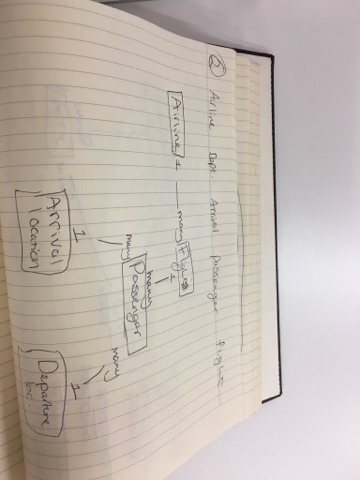 ② Airline Dept. Arrival passenger flight
Airline 1 many Flights
1
many
Passenger
many many
1 1
Arrival location
Departure loc.